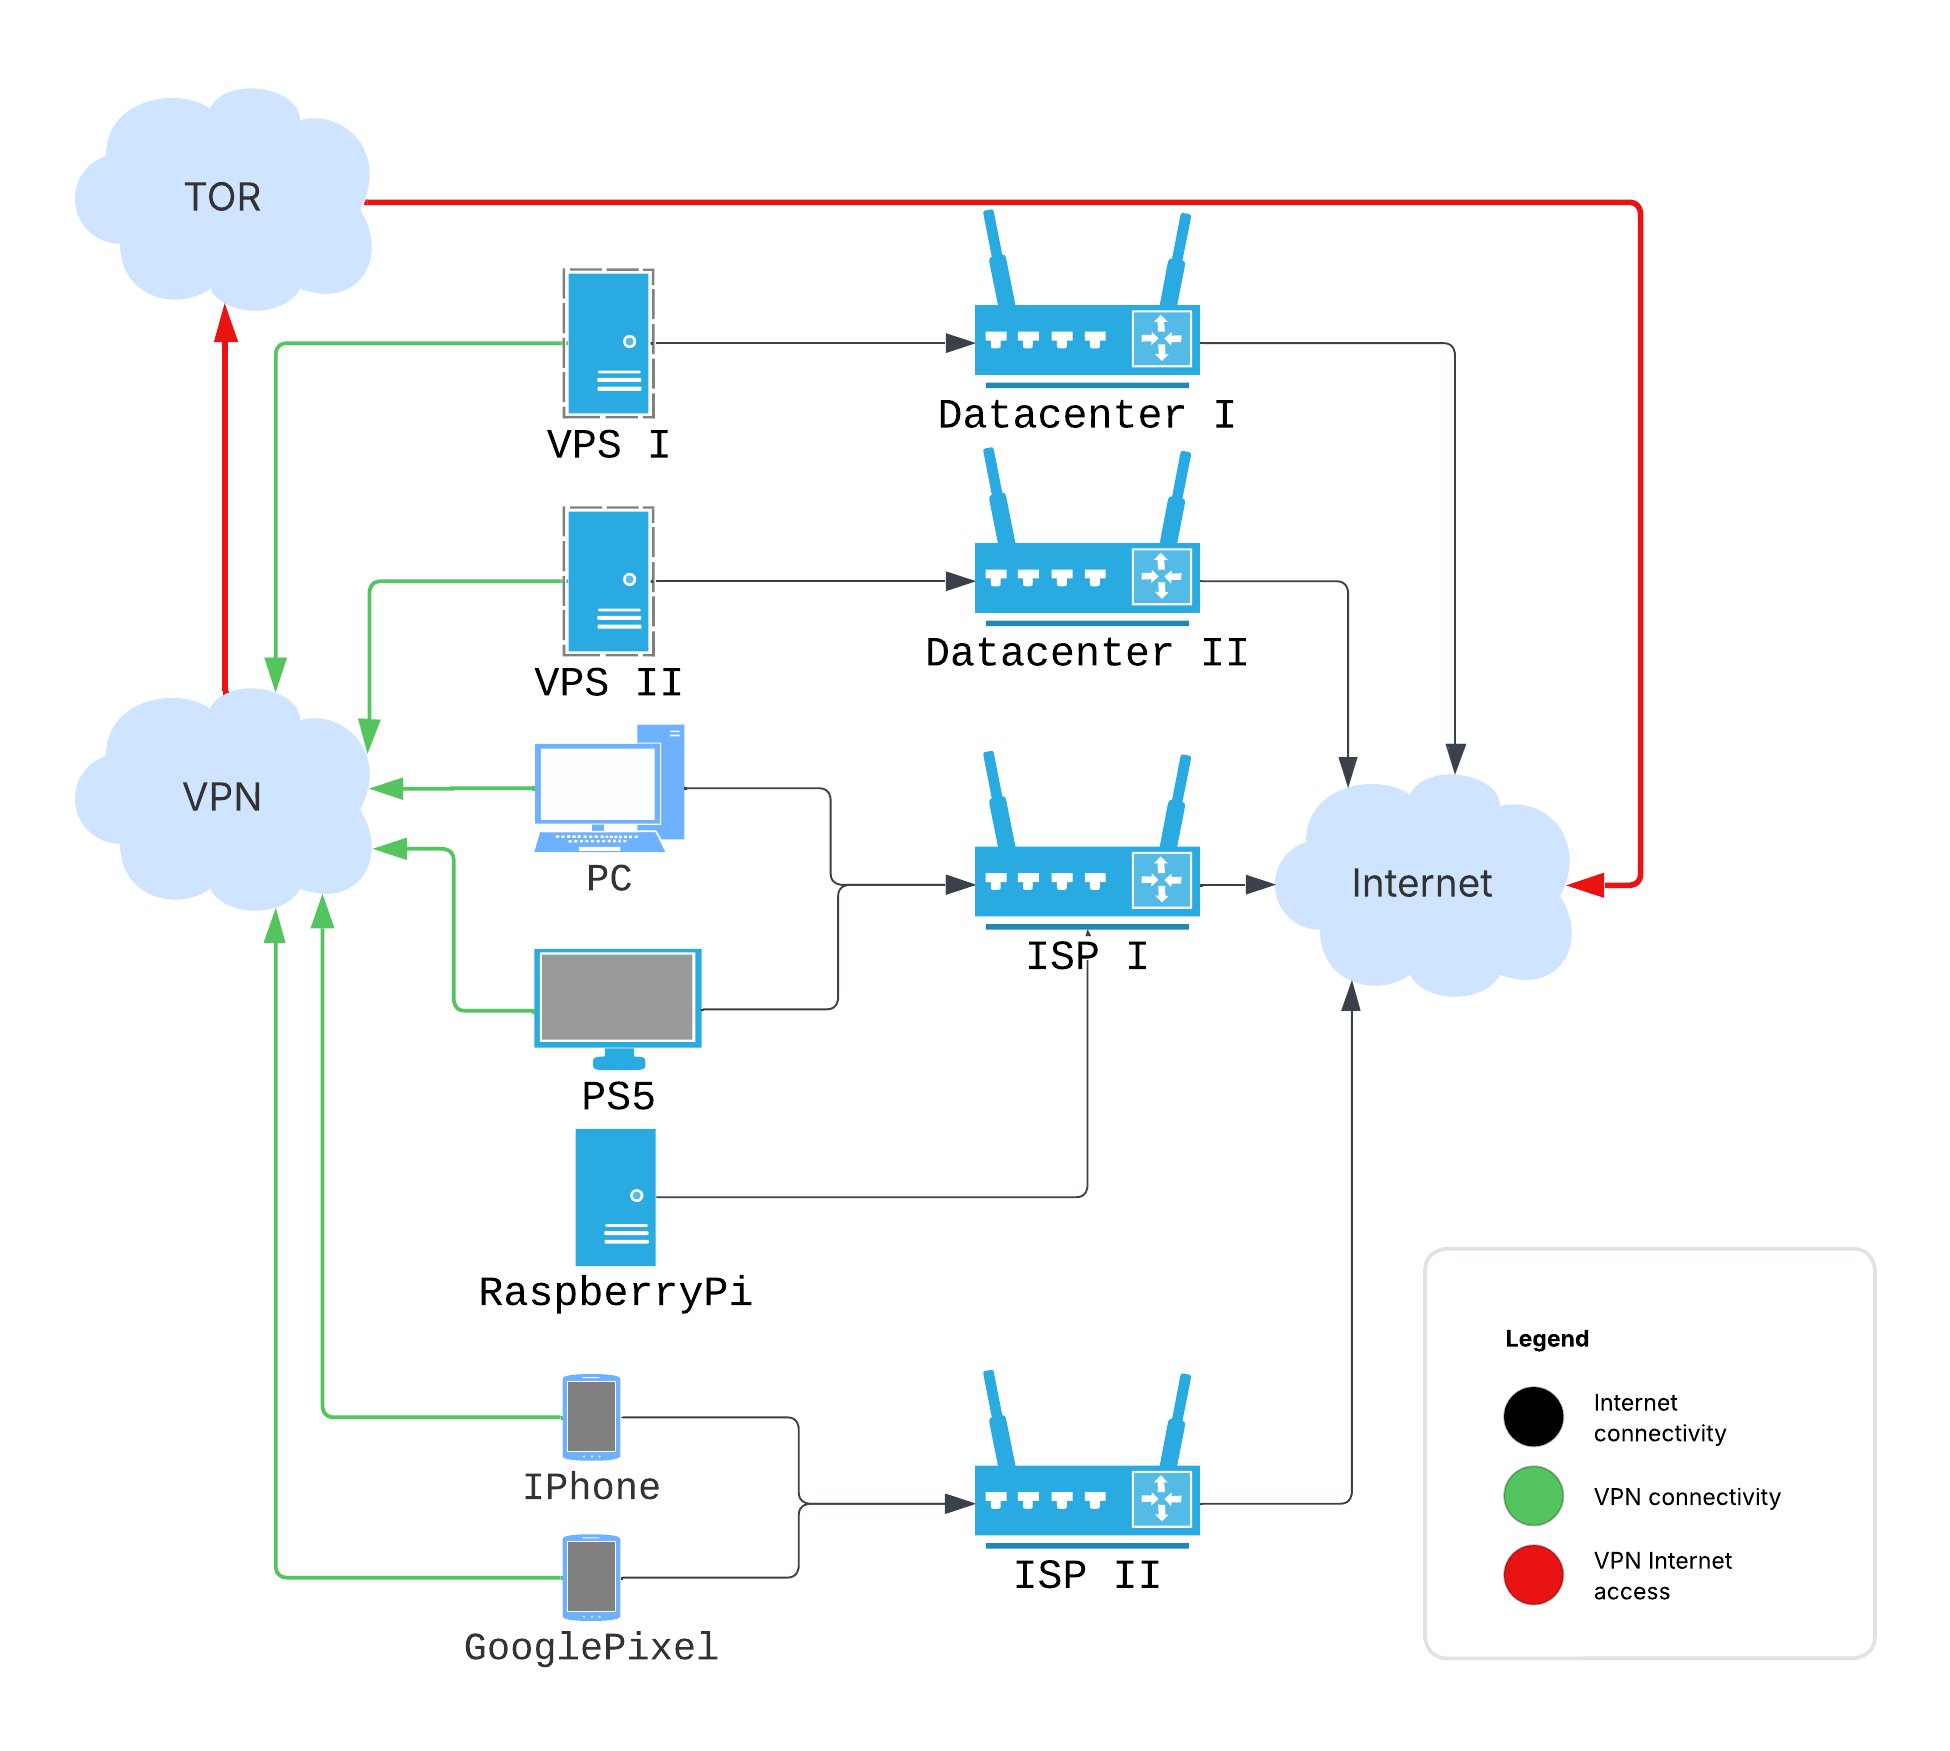 TOR
VPS I
Datacenter I
VPS II
Datacenter II
VPN
PC
ISP I
Internet
PS5
RaspberryPi
IPhone
ISP II
GooglePixel
Legend
Internet
connectivity
VPN connectivity
VPN Internet
access